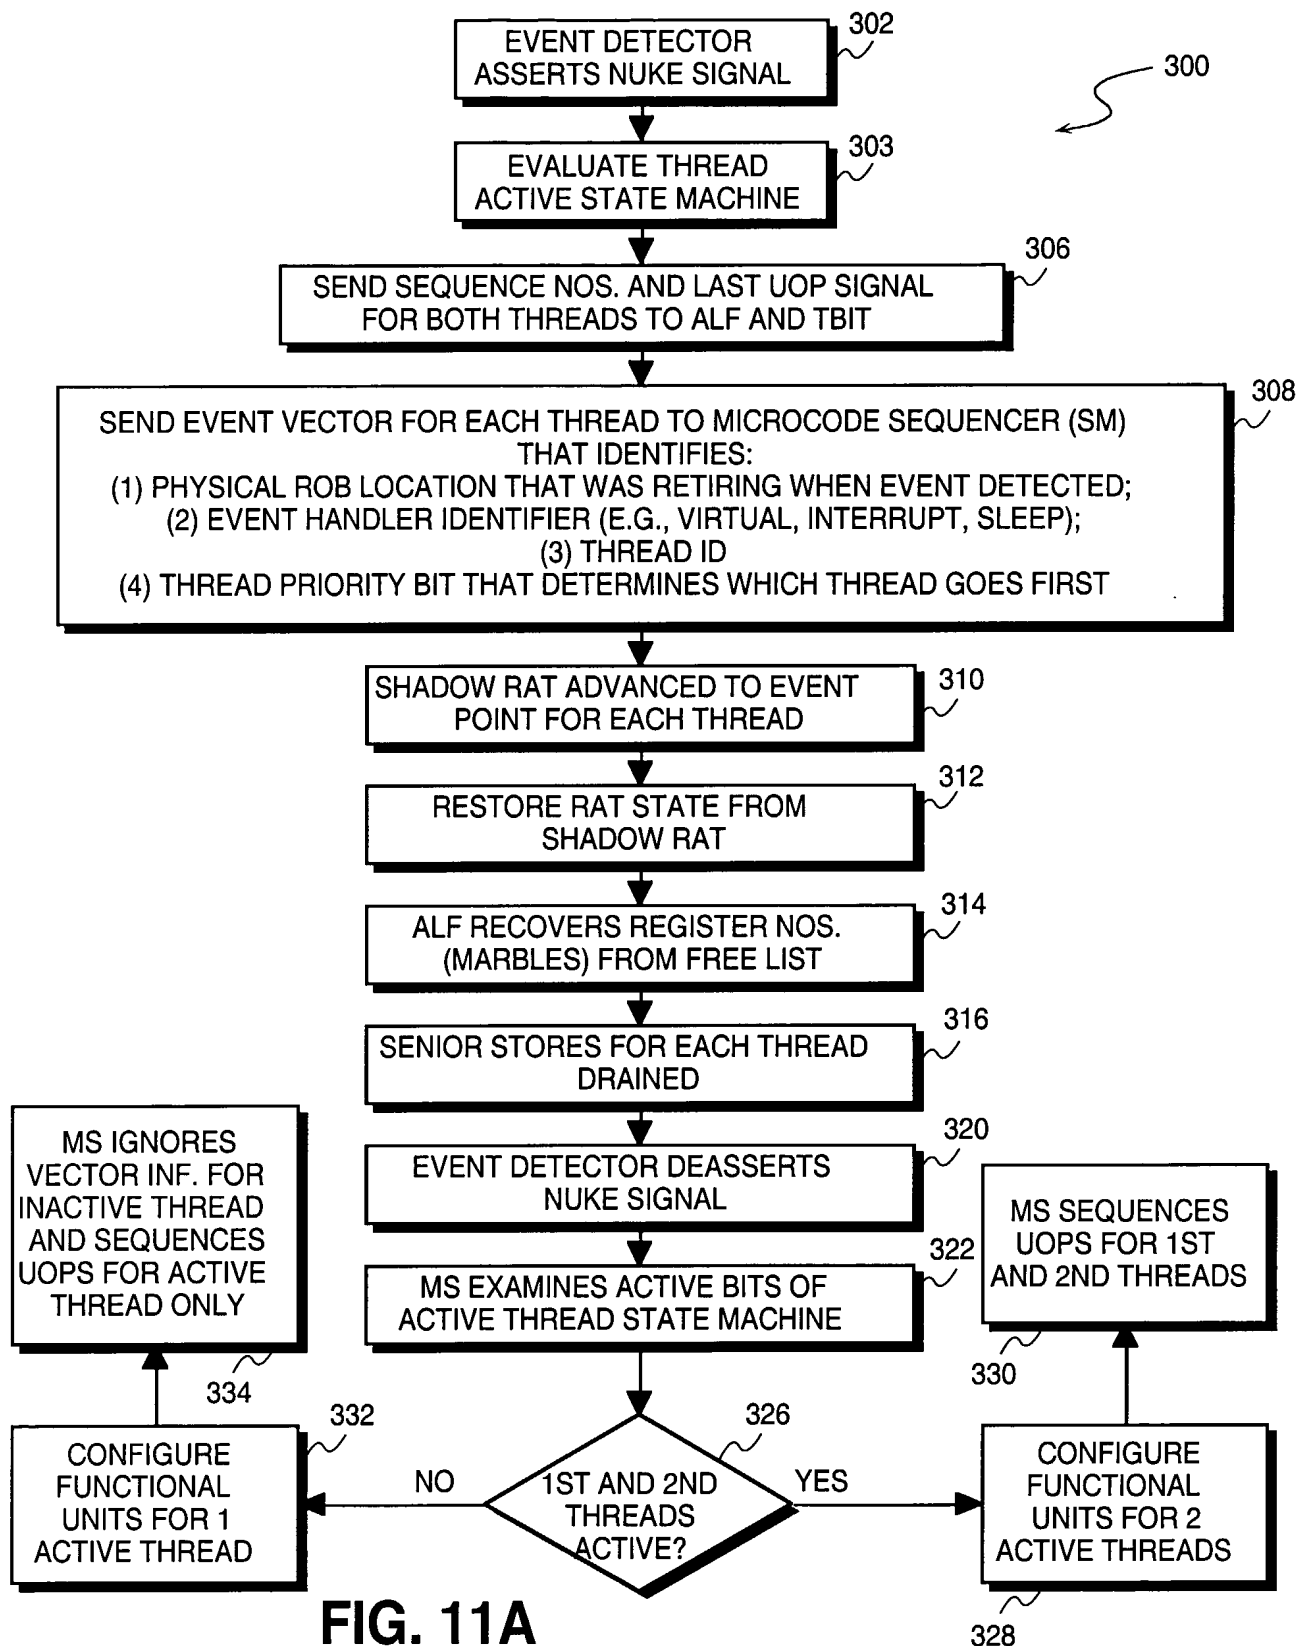 EVENT DETECTOR
ASSERTS NUKE SIGNAL
302
300
EVALUATE THREAD
ACTIVE STATE MACHINE
303
SEND SEQUENCE NOS. AND LAST UOP SIGNAL
FOR BOTH THREADS TO ALF AND TBIT
306
SEND EVENT VECTOR FOR EACH THREAD TO MICROCODE SEQUENCER (SM)
THAT IDENTIFIES:
(1) PHYSICAL ROB LOCATION THAT WAS RETIRING WHEN EVENT DETECTED;
(2) EVENT HANDLER IDENTIFIER (E.G., VIRTUAL, INTERRUPT, SLEEP);
(3) THREAD ID
(4) THREAD PRIORITY BIT THAT DETERMINES WHICH THREAD GOES FIRST
308
SHADOW RAT ADVANCED TO EVENT
POINT FOR EACH THREAD
310
RESTORE RAT STATE FROM
SHADOW RAT
312
ALF RECOVERS REGISTER NOS.
(MARBLES) FROM FREE LIST
314
SENIOR STORES FOR EACH THREAD
DRAINED
316
EVENT DETECTOR DEASSERTS
NUKE SIGNAL
320
MS EXAMINES ACTIVE BITS OF
ACTIVE THREAD STATE MACHINE
322
1ST AND 2ND
THREADS
ACTIVE?
326
NO
YES
MS IGNORES
VECTOR INF. FOR
INACTIVE THREAD
AND SEQUENCES
UOPS FOR ACTIVE
THREAD ONLY
334
CONFIGURE
FUNCTIONAL
UNITS FOR 1
ACTIVE THREAD
332
MS SEQUENCES
UOPS FOR 1ST
AND 2ND THREADS
330
CONFIGURE
FUNCTIONAL
UNITS FOR 2
ACTIVE THREADS
328
FIG. 11A